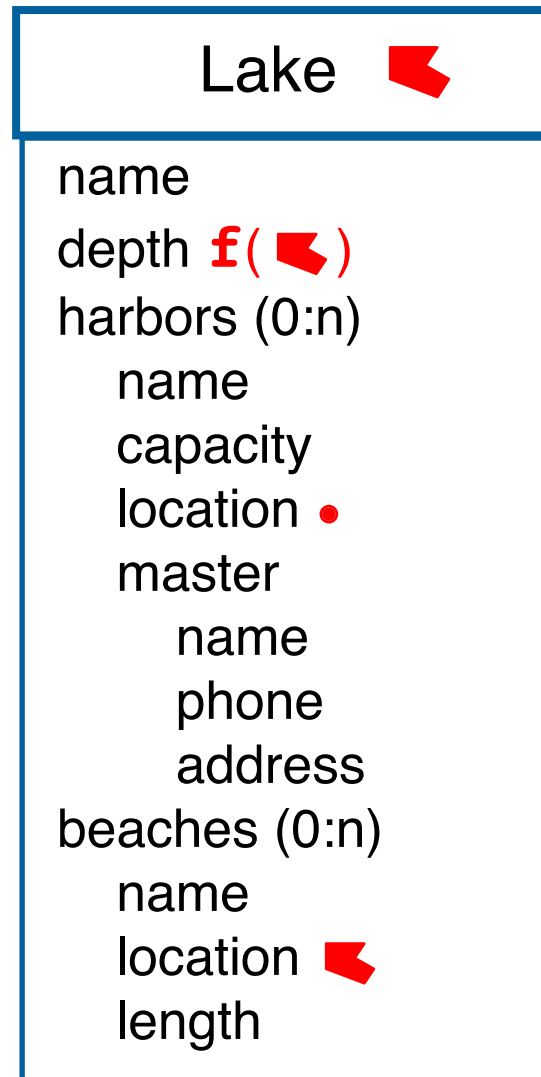 Lake
name
depth f( )
harbors (0:n)
name
capacity
location
master
name
phone
address
beaches (0:n)
name
location
length